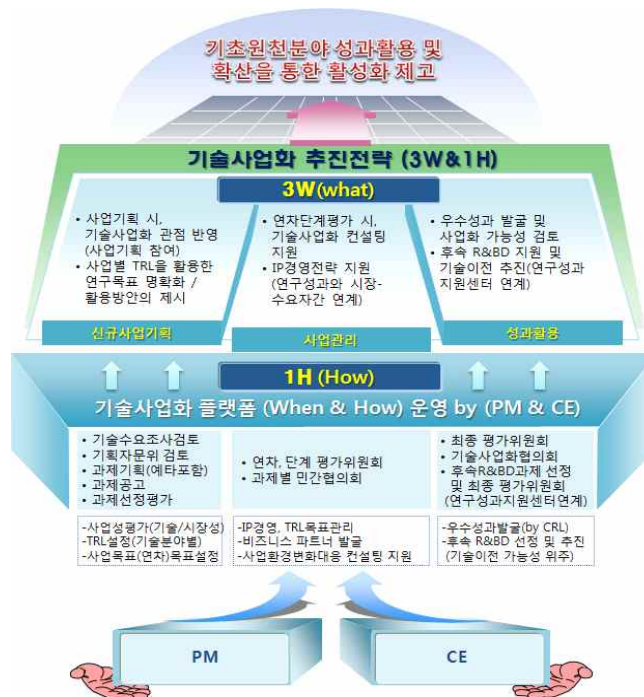 기초원천분야 성과활용 및
확산을 통한 활성화 제고
기술사업화 추진전략 (3W&1H)
3W(what)
• 사업기획 시,
기술사업화 관점 반영
(사업기획 참여)
• 사업별 TRL을 활용한
연구목표 명확화 /
활용방안의 제시
신규사업기획
• 연차단계평가 시,
기술사업화 컨설팅
지원
• IP경영전략 지원
(연구성과와 시장-
수요자간 연계)
사업관리
• 우수성과 발굴 및
사업화 가능성 검토
• 후속 R&BD 지원 및
기술이전 추진(연구성과
지원센터 연계)
성과활용
1H (How)
기술사업화 플랫폼 (When & How) 운영 by (PM & CE)
• 기술수요조사검토
• 기획자문위 검토
• 과제기획(예타포함)
• 과제공고
• 과제선정평가
• 연차, 단계 평가위원회
• 과제별 민간협의회
• 최종 평가위원회
• 기술사업화협의회
• 후속R&BD과제 선정
및 최종 평가위원회
(연구성과지원센터연계)
-사업성평가(기술/시장성)
-TRL설정(기술분야별)
-사업목표(연차)목표설정
-IP경영, TRL목표관리
-비즈니스 파트너 발굴
-사업환경변화대응 컨설팅 지원
-우수성과발굴(by CRL)
-후속 R&BD 선정 및 추진
(기술이전 가능성 위주)
PM
CE